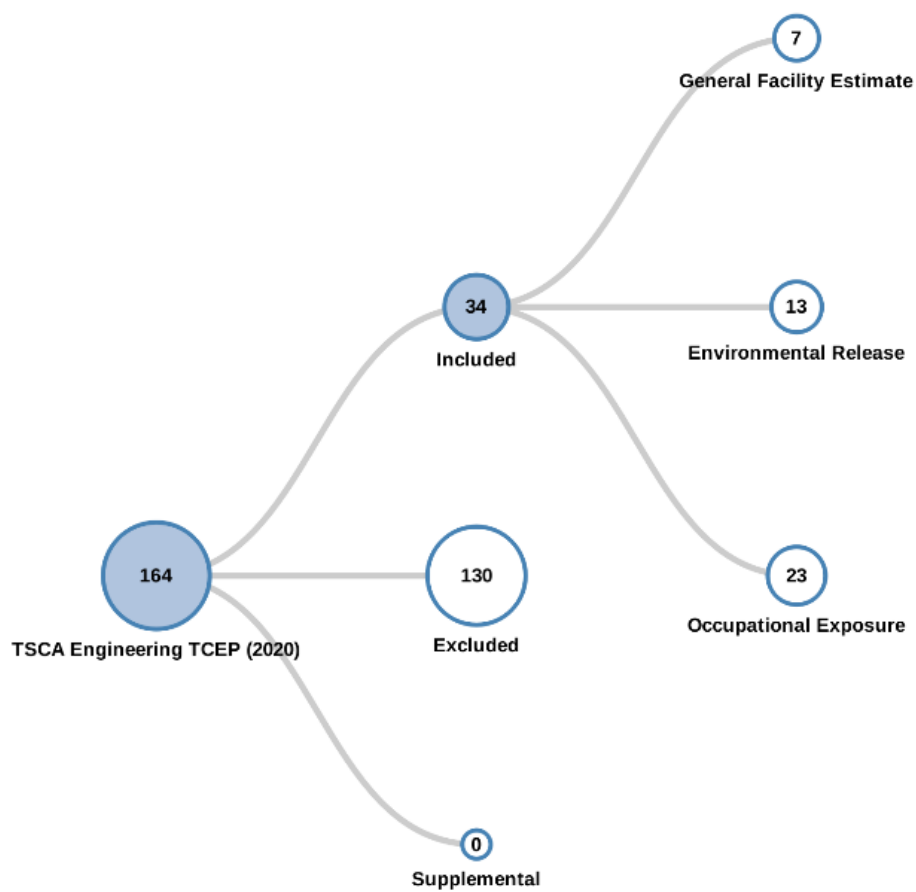 7
General Facility Estimate
34
Included
13
Environmental Release
164
TSCA Engineering TCEP (2020)
130
Excluded
23
Occupational Exposure
0
Supplemental